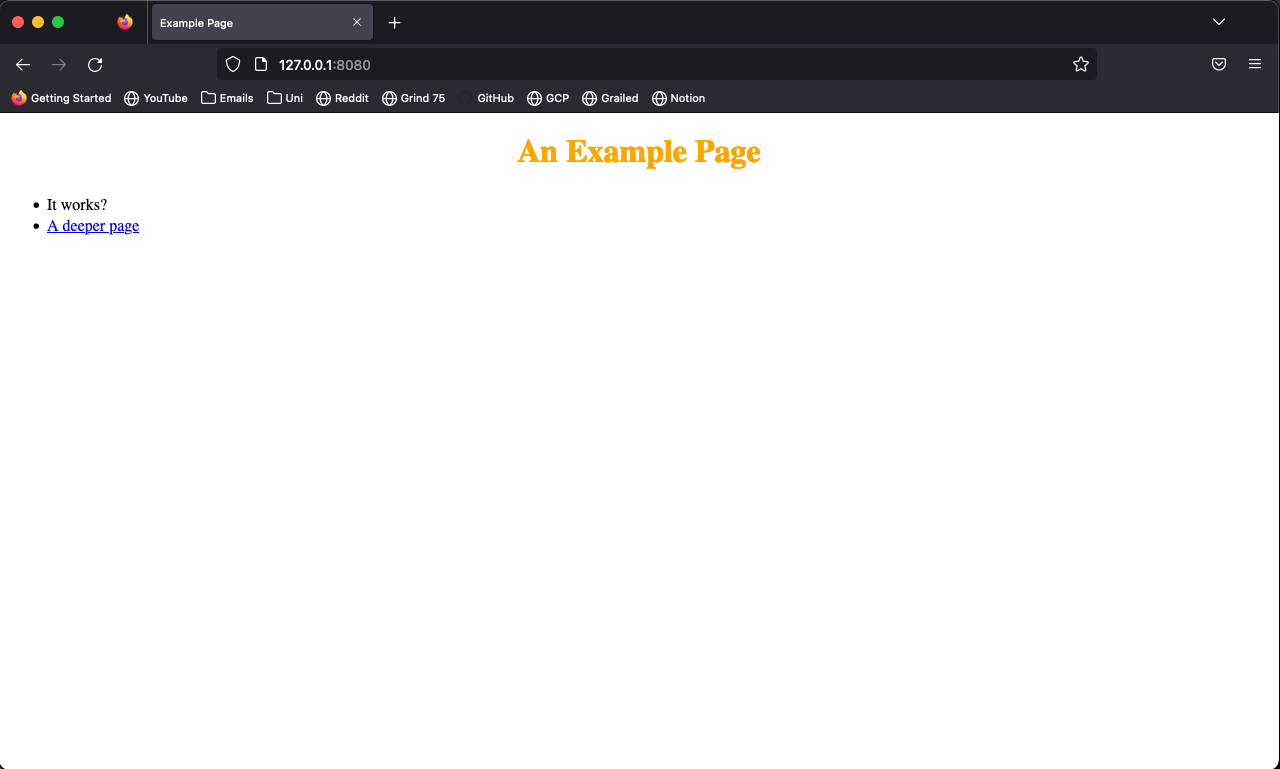 Example Page
127.0.0.1:8080
Getting Started YouTube Emails Uni Reddit Grind 75 GitHub GCP Grailed Notion
An Example Page
It works?
A deeper page